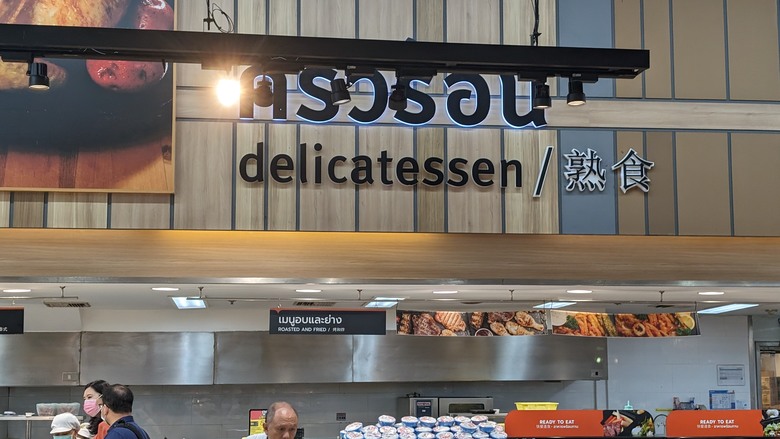 ครัวร้อน
delicatessen / 熟食
เมนูอบและย่าง
ROASTED AND FRIED /
READY TO EAT
READY TO EAT